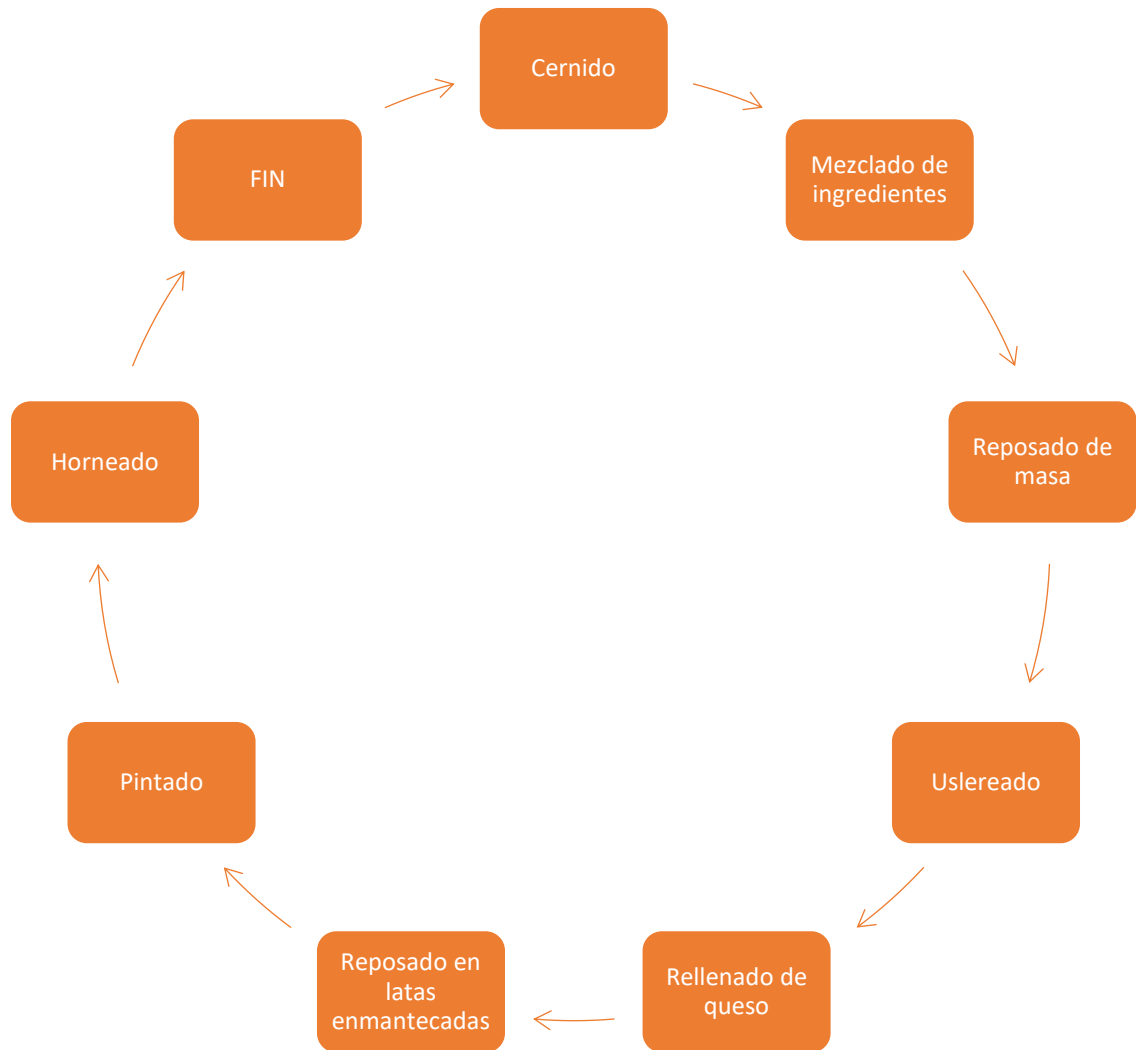 Cernido
Mezclado de
ingredientes
Reposado de
masa
Uslereado
Rellenado de
queso
Reposado en
latas
enmantecadas
Pintado
Horneado
FIN